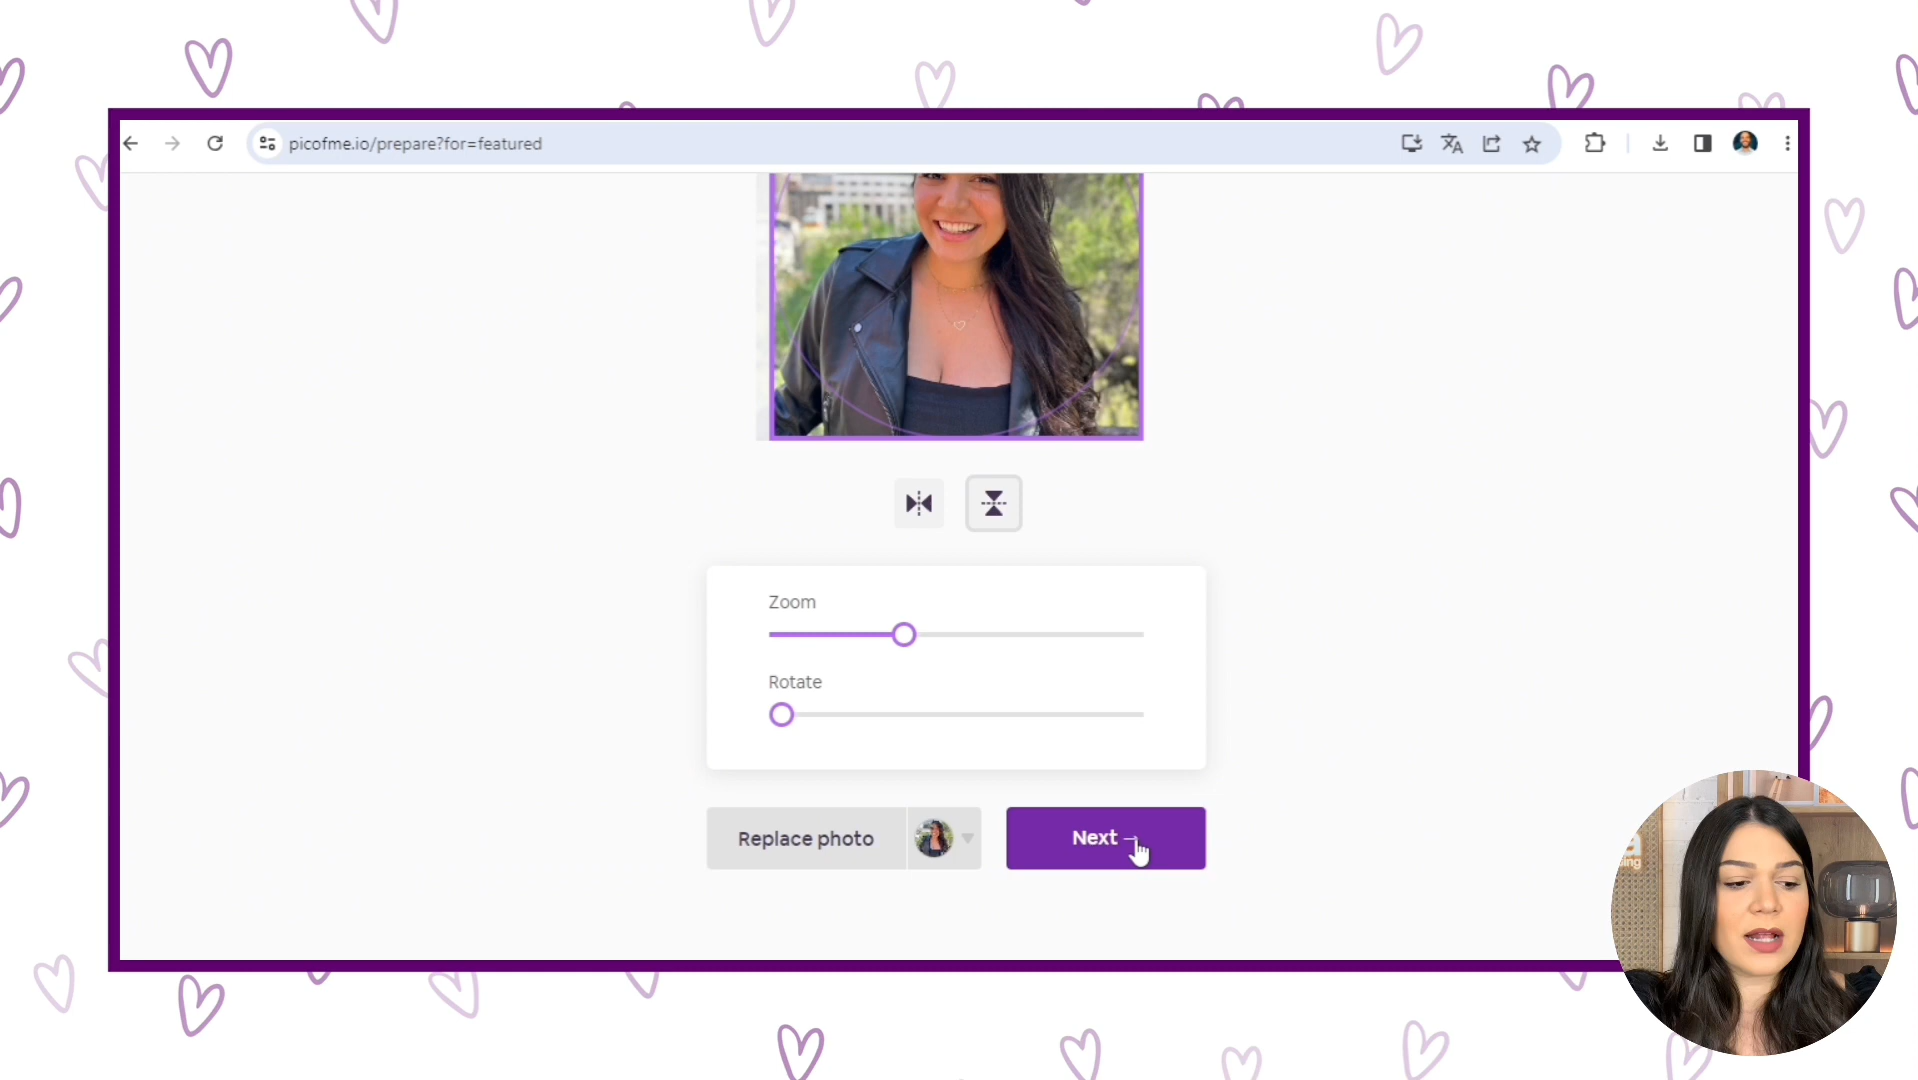 picofme.io/prepare?for=featured
Zoom
Rotate
Replace photo
Next →